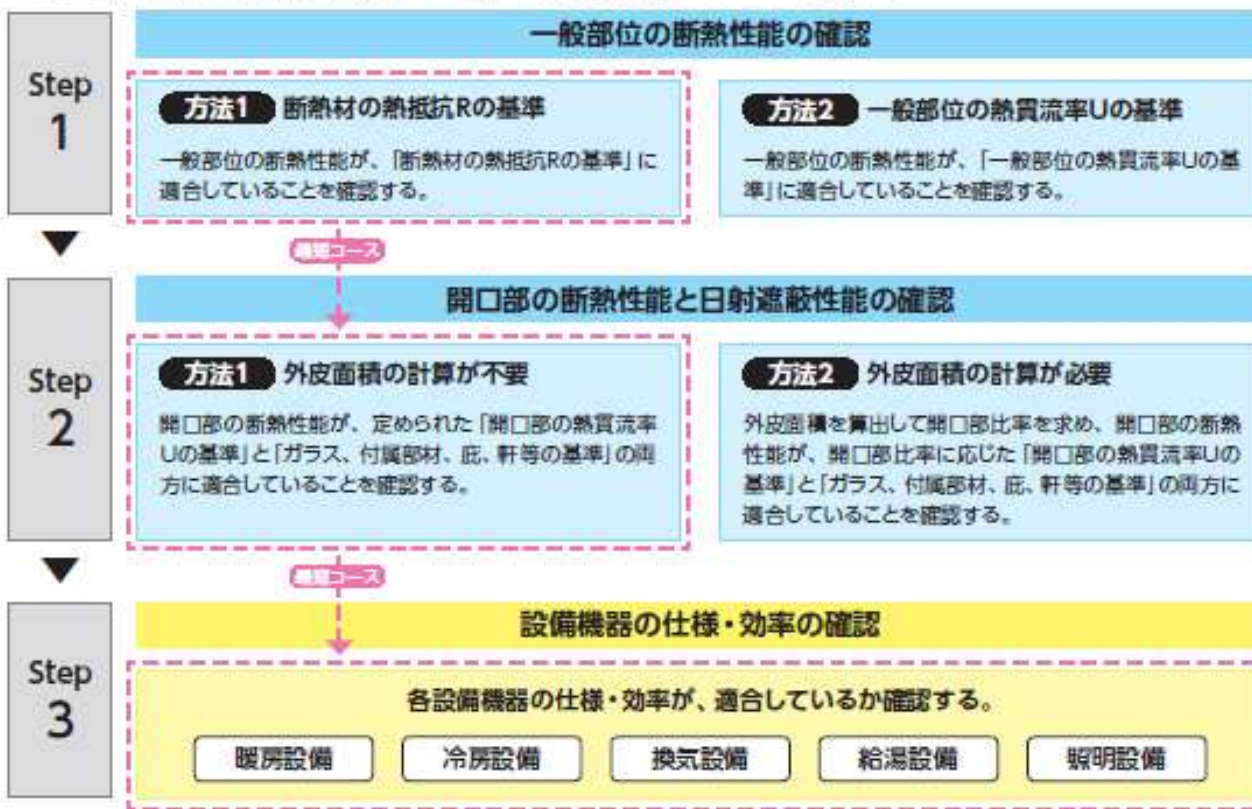 一般部位の断熱性能の確認
Step
1
方法1 断熱材の熱抵抗Rの基準
一般部位の断熱性能が、「断熱材の熱抵抗Rの基準」に
適合していることを確認する。
方法2 一般部位の熱貫流率Uの基準
一般部位の断熱性能が、「一般部位の熱貫流率Uの基
準」に適合していることを確認する。
最短コース
開口部の断熱性能と日射遮蔽性能の確認
Step
2
方法1 外皮面積の計算が不要
開口部の断熱性能が、定められた「開口部の熱貫流率
Uの基準」と「ガラス、付属部材、庇、軒等の基準」の両
方に適合していることを確認する。
方法2 外皮面積の計算が必要
外皮面積を算出して開口部比率を求め、開口部の断熱
性能が、開口部比率に応じた「開口部の熱貫流率Uの
基準」と「ガラス、付属部材、庇、軒等の基準」の両方に
適合していることを確認する。
最短コース
設備機器の仕様・効率の確認
Step
3
各設備機器の仕様・効率が、適合しているか確認する。
暖房設備
冷房設備
換気設備
給湯設備
照明設備